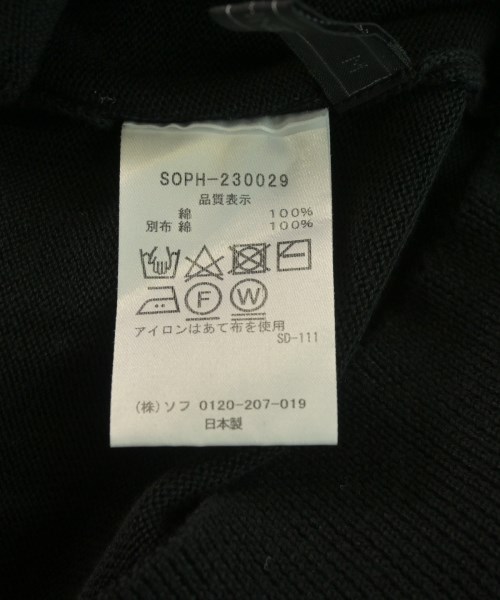 SOPH-230029
品質表示
綿 100%
別布 綿 100%
F W
アイロンはあて布を使用
SD-111
(株)ソフ 0120-207-019
日本製